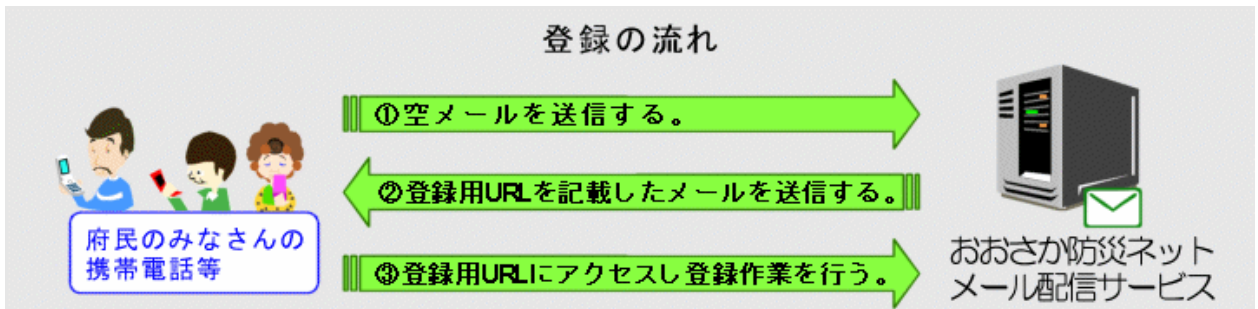 登録の流れ
①空メールを送信する。
②登録用URLを記載したメールを送信する。
③登録用URLにアクセスし登録作業を行う。
府民のみなさんの
携帯電話等
おおさか防災ネット
メール配信サービス